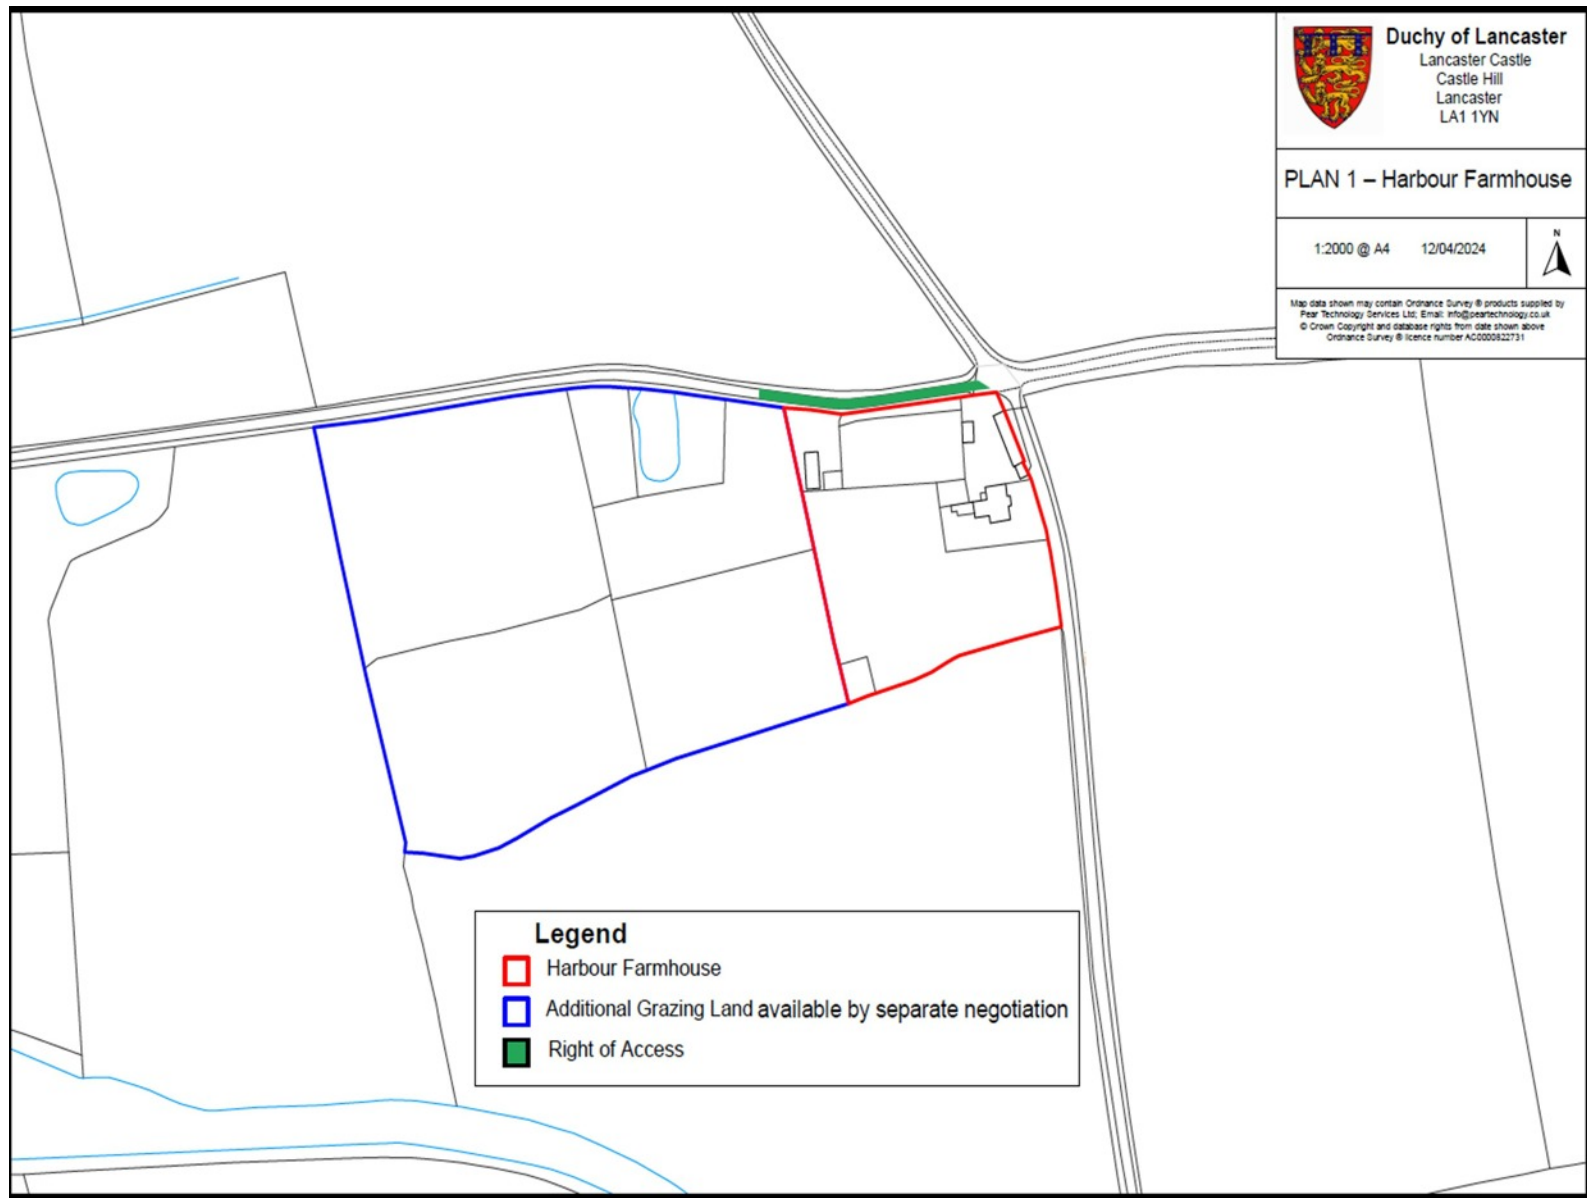 Duchy of Lancaster
Lancaster Castle
Castle Hill
Lancaster
LA1 1YN
PLAN 1 – Harbour Farmhouse
1:2000 @ A4 12/04/2024
N
Map data shown may contain Ordnance Survey ® products supplied by
Pear Technology Services Ltd; Email: info@peartechnology.co.uk
© Crown Copyright and database rights from date shown above
Ordnance Survey ® licence number AC0000822731
Legend
Harbour Farmhouse
Additional Grazing Land available by separate negotiation
Right of Access